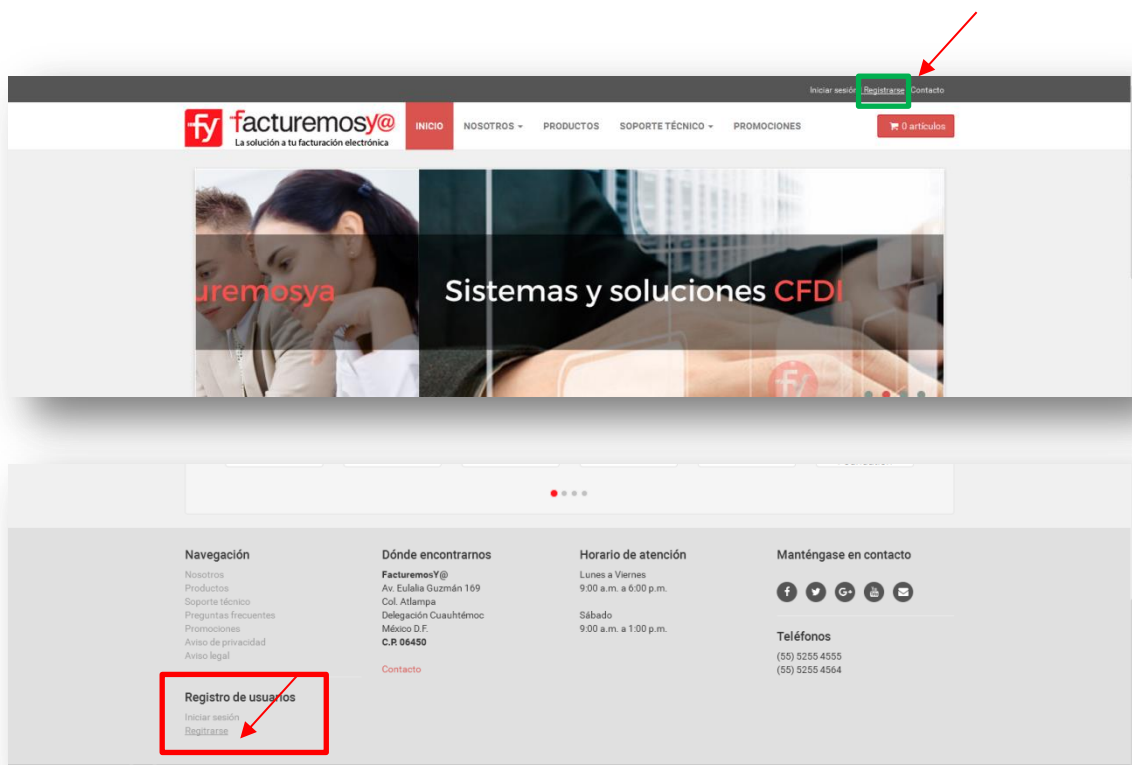 Iniciar sesión Registrarse Contacto
fy facturemosy@
La solución a tu facturación electrónica
INICIO NOSOTROS PRODUCTOS SOPORTE TÉCNICO PROMOCIONES
0 artículos
uremosya
Sistemas y soluciones CFDI
fy
Navegación
Nosotros
Productos
Soporte técnico
Preguntas frecuentes
Promociones
Aviso de privacidad
Aviso legal
Registro de usuarios
Iniciar sesión
Regitrarse
Dónde encontrarnos
FacturemosY@
Av. Eulalia Guzmán 169
Col. Atlampa
Delegación Cuauhtémoc
México D.F.
C.P. 06450
Contacto
Horario de atención
Lunes a Viernes
9:00 a.m. a 6:00 p.m.
Sábado
9:00 a.m. a 1:00 p.m.
Manténgase en contacto
Teléfonos
(55) 5255 4555
(55) 5255 4564